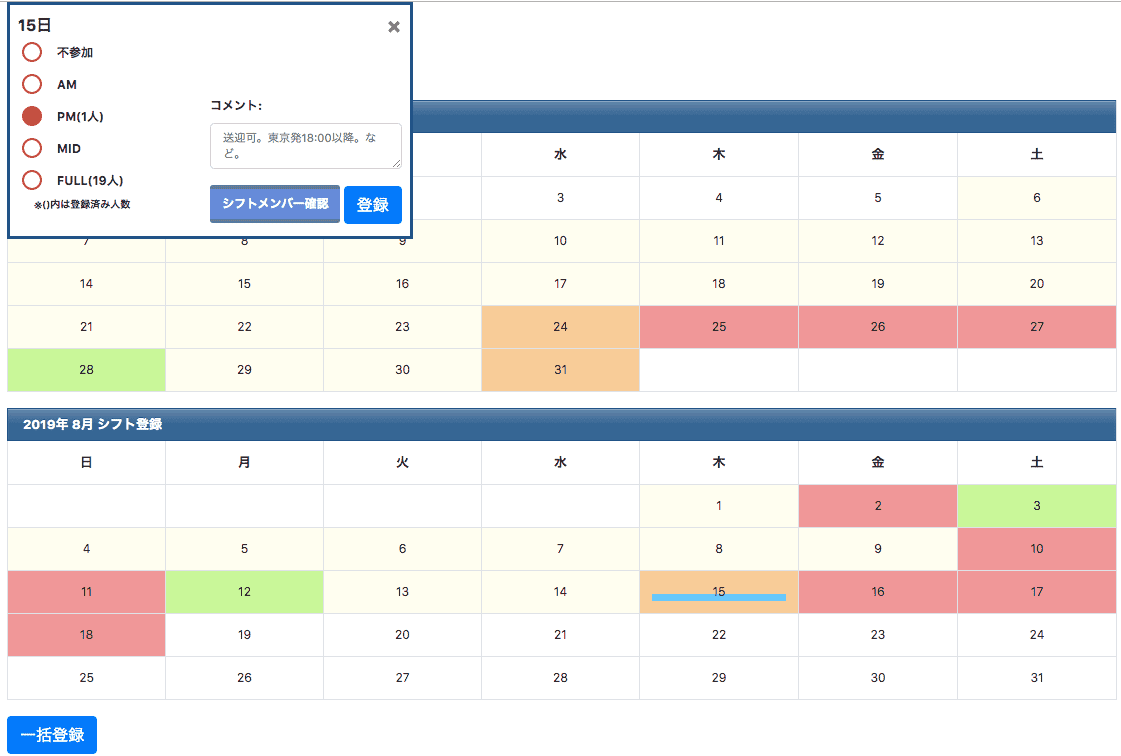 15日
×
不参加
AM
PM(1人)
MID
FULL(19人)
※()内は登録済み人数
コメント:
送迎可。東京発18:00以降。な
ど。
シフトメンバー確認 登録
水 木 金 土
3 4 5 6
7 8 9 10 11 12 13
14 15 16 17 18 19 20
21 22 23 24 25 26 27
28 29 30 31
2019年 8月 シフト登録
日 月 火 水 木 金 土
1 2 3
4 5 6 7 8 9 10
11 12 13 14 15 16 17
18 19 20 21 22 23 24
25 26 27 28 29 30 31
一括登録